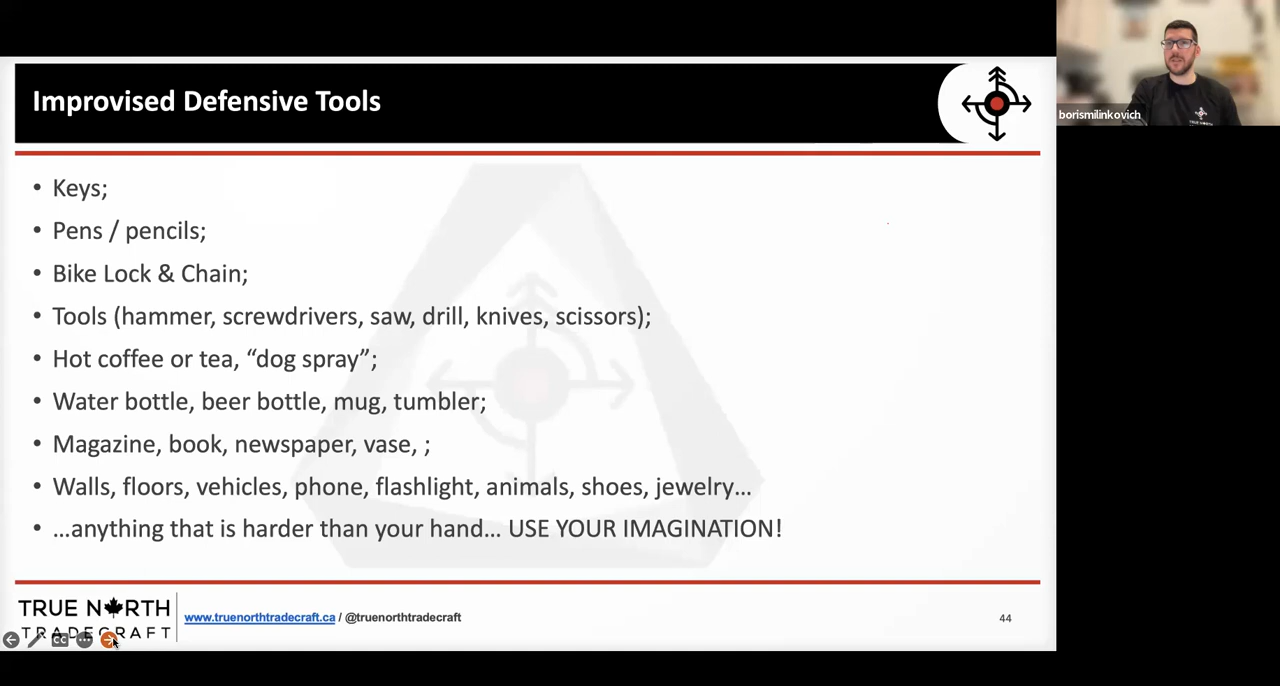 Improvised Defensive Tools
• Keys;
• Pens / pencils;
• Bike Lock & Chain;
• Tools (hammer, screwdrivers, saw, drill, knives, scissors);
• Hot coffee or tea, “dog spray”;
• Water bottle, beer bottle, mug, tumbler;
• Magazine, book, newspaper, vase, ;
• Walls, floors, vehicles, phone, flashlight, animals, shoes, jewelry…
• …anything that is harder than your hand… USE YOUR IMAGINATION!
TRUE NORTH
TRADECRAFT
www.truenorthtradecraft.ca / @truenorthtradecraft
44
CC
borismilinkovich
TRUE NORTH